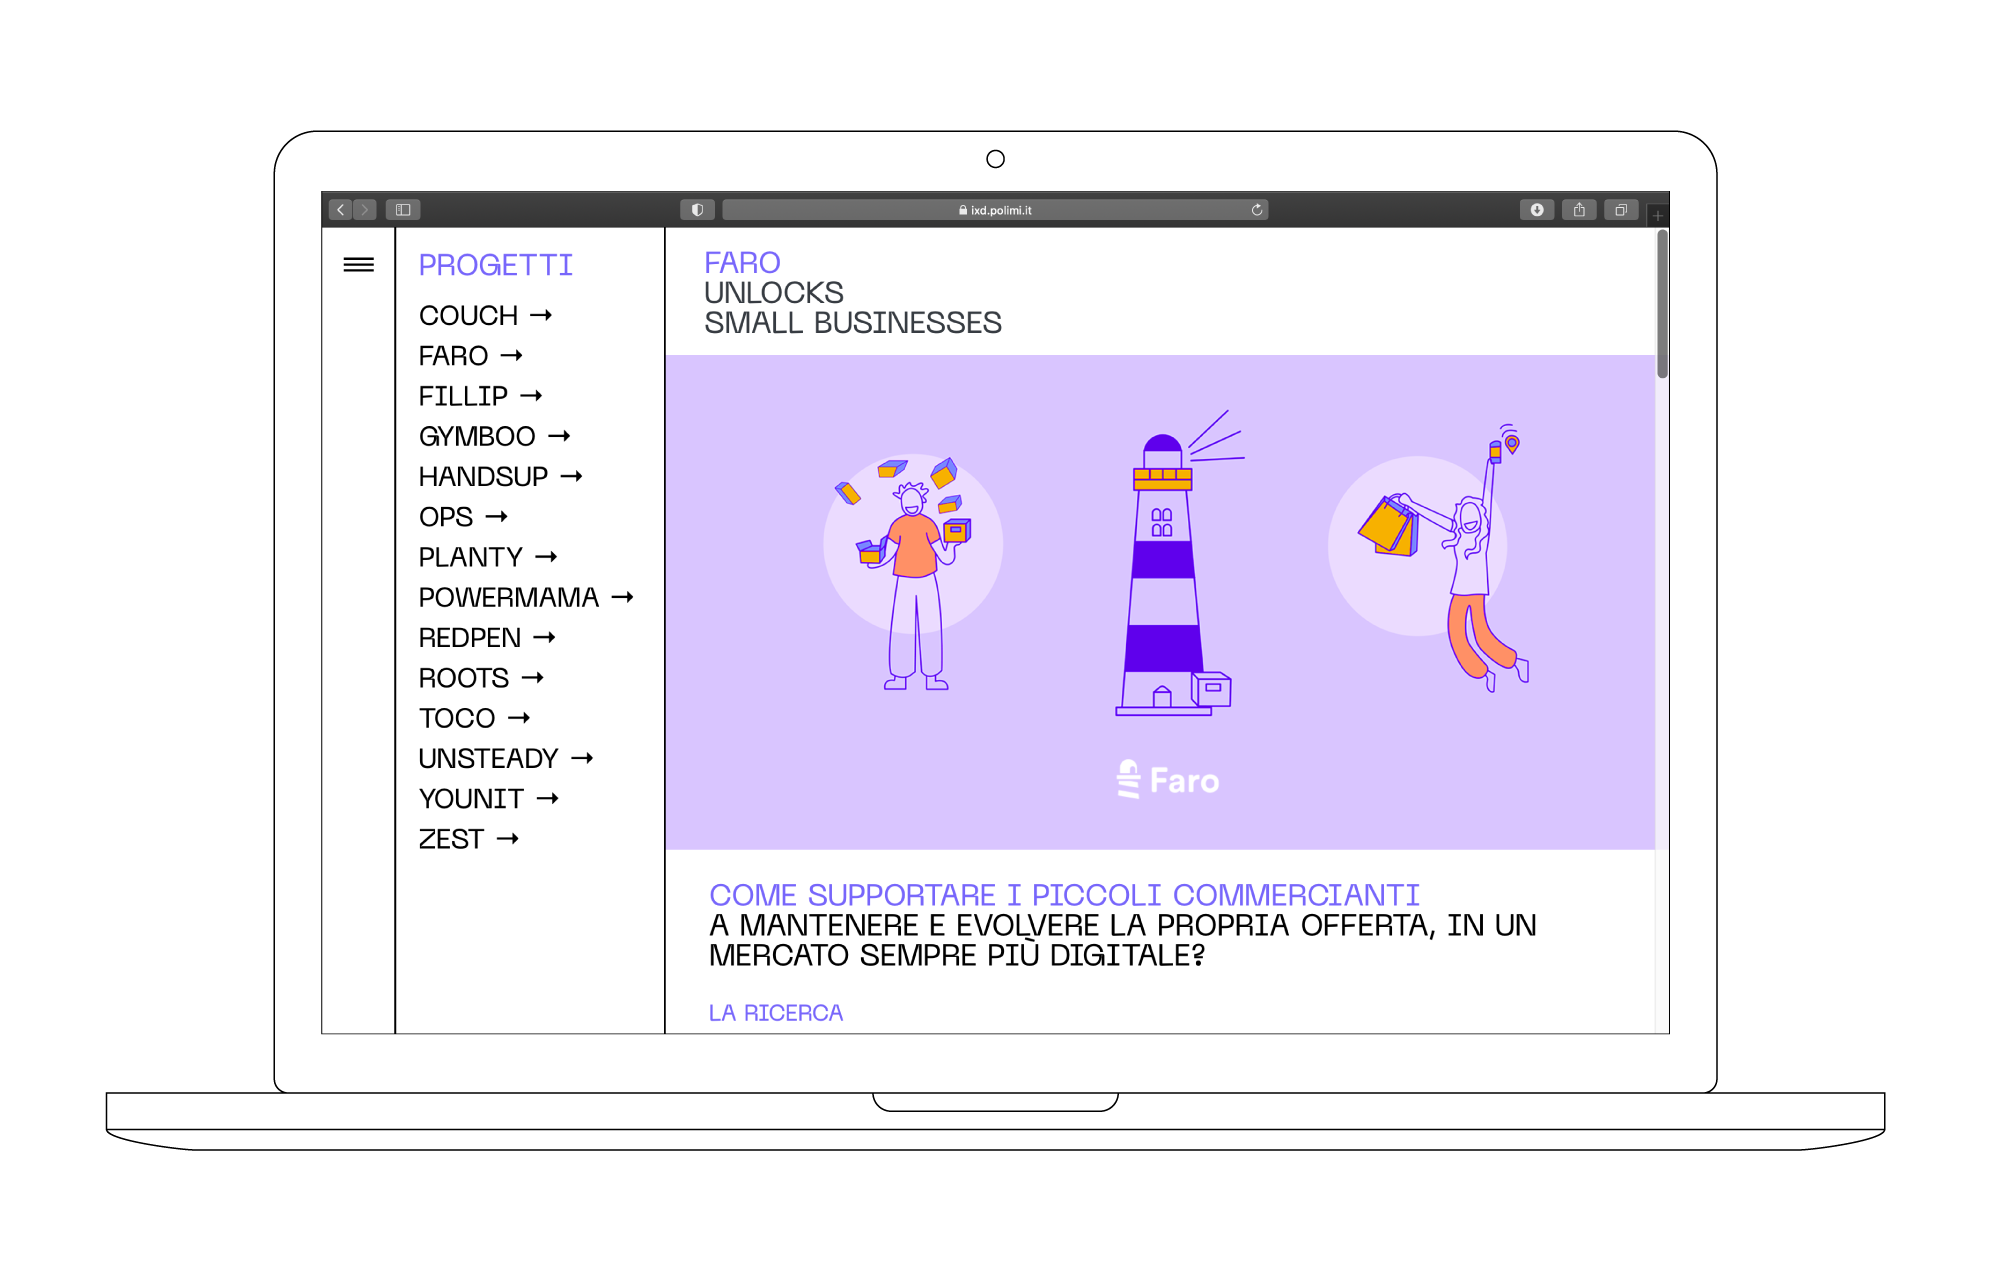 ixd.polimi.it
PROGETTI
COUCH →
FARO →
FILLIP →
GYMBOO →
HANDSUP →
OPS →
PLANTY →
POWERMAMA →
REDPEN →
ROOTS →
TOCO →
UNSTEADY →
YOUNIT →
ZEST →
FARO
UNLOCKS
SMALL BUSINESSES
Faro
COME SUPPORTARE I PICCOLI COMMERCIANTI
A MANTENERE E EVOLVERE LA PROPRIA OFFERTA, IN UN
MERCATO SEMPRE PIÙ DIGITALE?
LA RICERCA